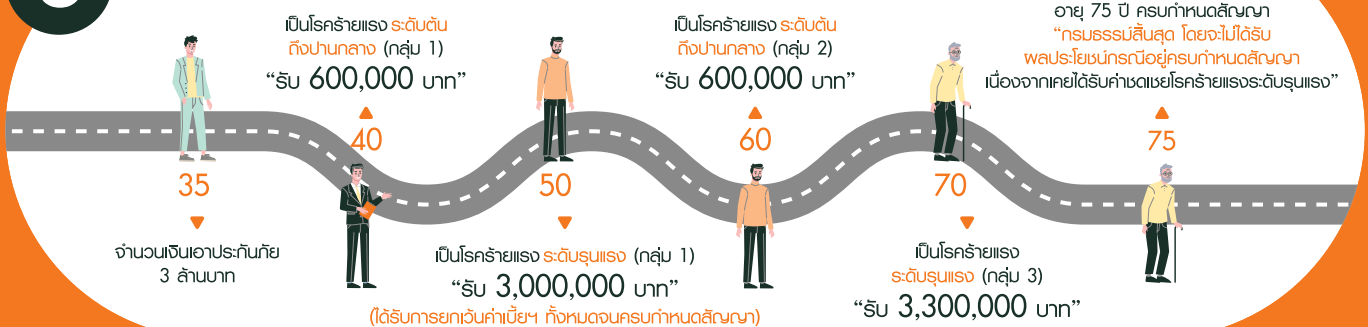 35
จำนวนเงินเอาประกันภัย
3 ล้านบาท
เป็นโรคร้ายแรง ระดับต้น
ถึงปานกลาง (กลุ่ม 1)
“รับ 600,000 บาท”
40
50
เป็นโรคร้ายแรง ระดับรุนแรง (กลุ่ม 1)
“รับ 3,000,000 บาท”
(ได้รับการยกเว้นค่าเบี้ยฯ ทั้งหมดจนครบกำหนดสัญญา)
เป็นโรคร้ายแรง ระดับต้น
ถึงปานกลาง (กลุ่ม 2)
“รับ 600,000 บาท”
60
70
เป็นโรคร้ายแรง
ระดับรุนแรง (กลุ่ม 3)
“รับ 3,300,000 บาท”
อายุ 75 ปี ครบกำหนดสัญญา
“กรมธรรม์สิ้นสุด โดยจะไม่ได้รับ
ผลประโยชน์กรณีอยู่ครบกำหนดสัญญา
เนื่องจากเคยได้รับค่าชดเชยโรคร้ายแรงระดับรุนแรง”
75